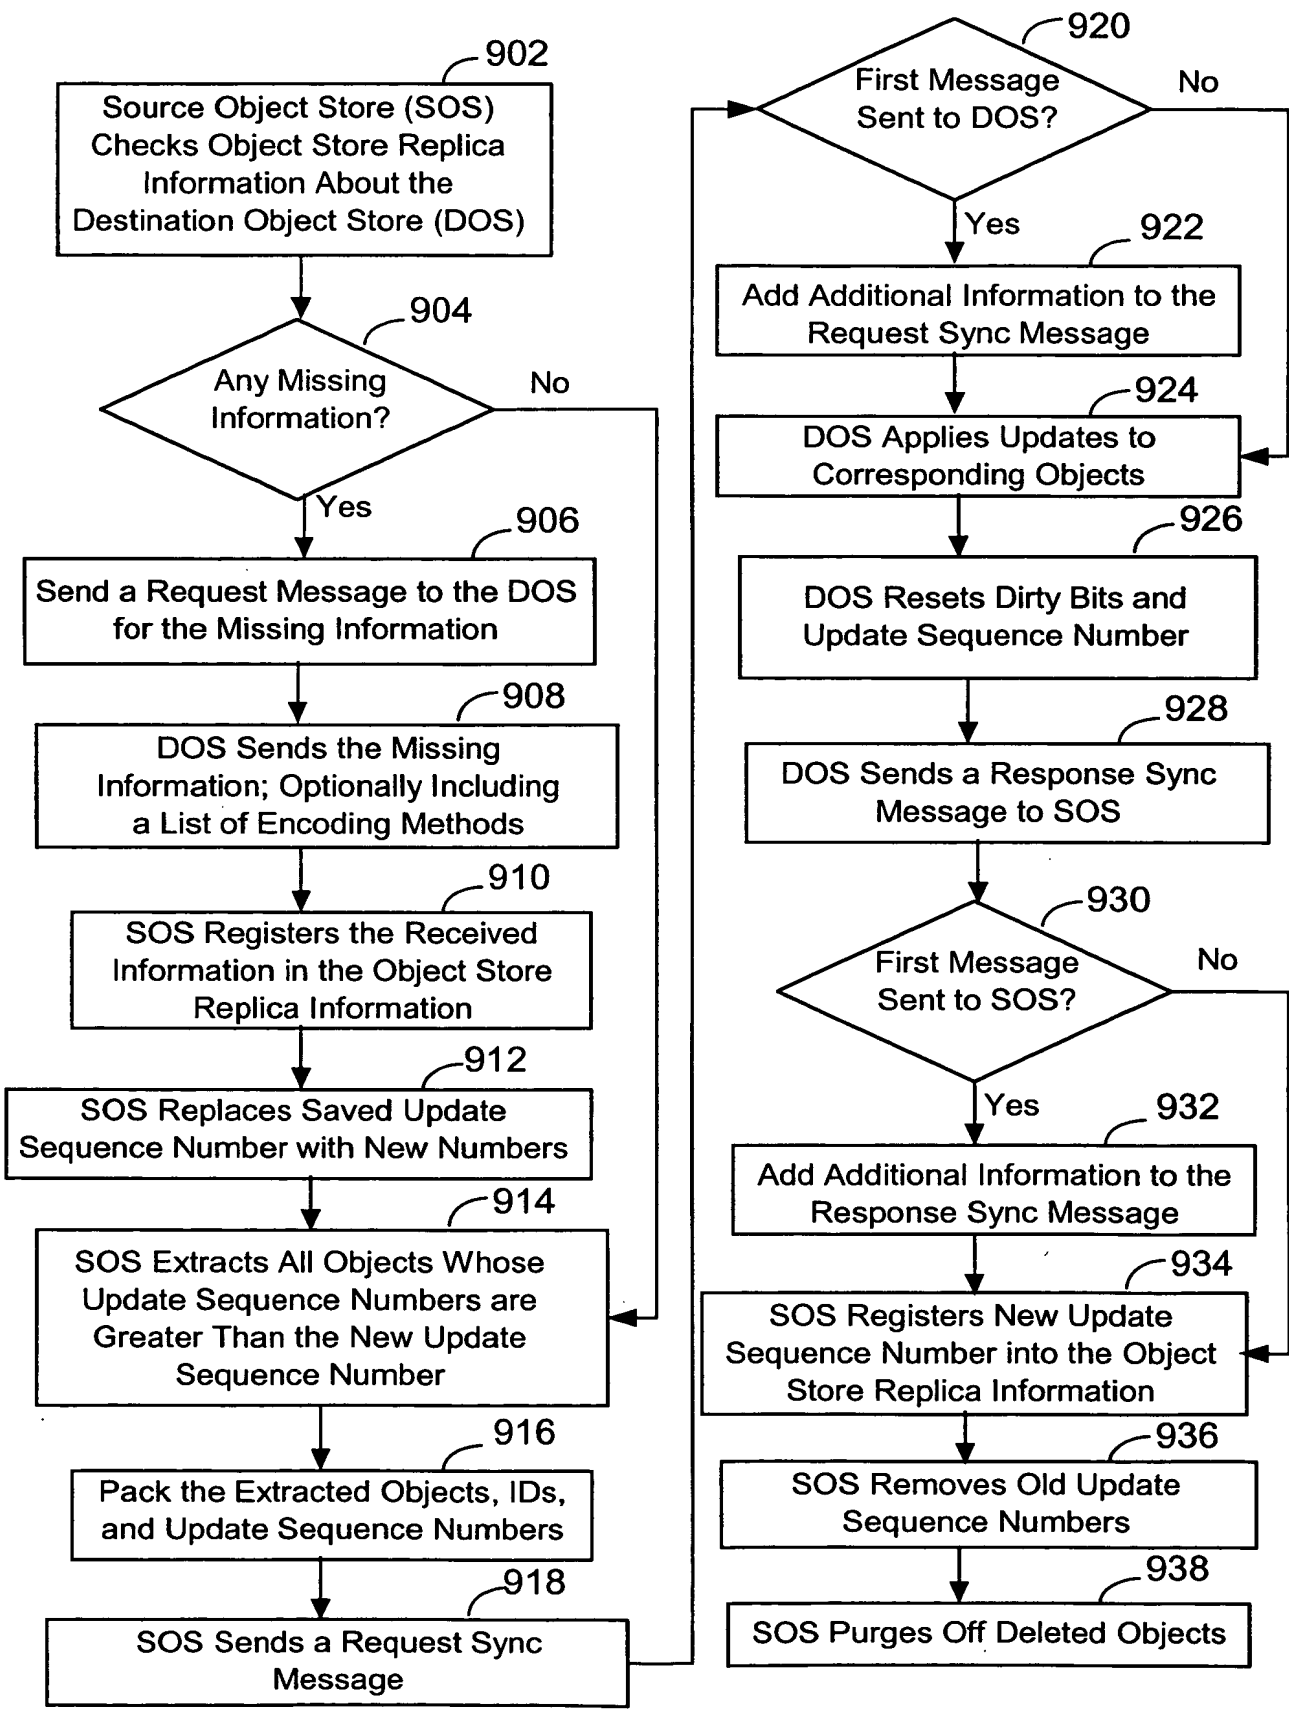 902
Source Object Store (SOS)
Checks Object Store Replica
Information About the
Destination Object Store (DOS)
904
Any Missing
Information?
No
Yes
906
Send a Request Message to the DOS
for the Missing Information
908
DOS Sends the Missing
Information; Optionally Including
a List of Encoding Methods
910
SOS Registers the Received
Information in the Object Store
Replica Information
912
SOS Replaces Saved Update
Sequence Number with New Numbers
914
SOS Extracts All Objects Whose
Update Sequence Numbers are
Greater Than the New Update
Sequence Number
916
Pack the Extracted Objects, IDs,
and Update Sequence Numbers
918
SOS Sends a Request Sync
Message
920
First Message
Sent to DOS?
No
Yes
922
Add Additional Information to the
Request Sync Message
924
DOS Applies Updates to
Corresponding Objects
926
DOS Resets Dirty Bits and
Update Sequence Number
928
DOS Sends a Response Sync
Message to SOS
930
First Message
Sent to SOS?
No
Yes
932
Add Additional Information to the
Response Sync Message
934
SOS Registers New Update
Sequence Number into the Object
Store Replica Information
936
SOS Removes Old Update
Sequence Numbers
938
SOS Purges Off Deleted Objects